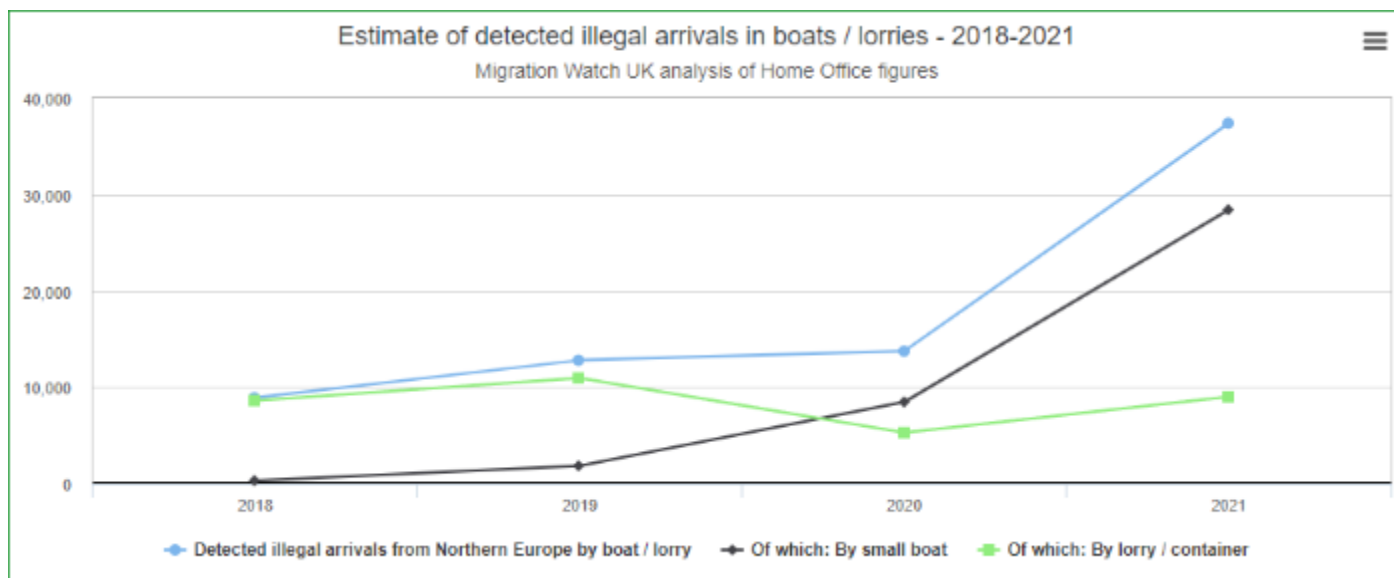 Estimate of detected illegal arrivals in boats / lorries - 2018-2021
Migration Watch UK analysis of Home Office figures
40,000
30,000
20,000
10,000
0
2018 2019 2020 2021
Detected illegal arrivals from Northern Europe by boat / lorry Of which: By small boat Of which: By lorry / container